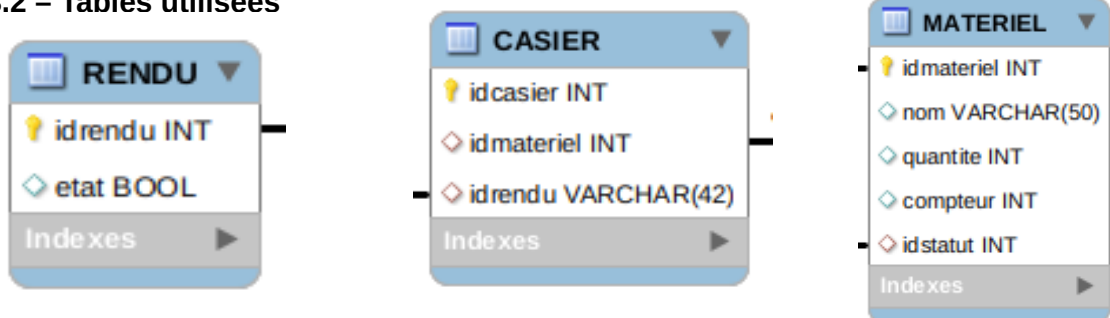 .2 – Tables utilisées
RENDU
idrendu INT
etat BOOL
Indexes
CASIER
idcasier INT
idmateriel INT
idrendu VARCHAR(42)
Indexes
MATERIEL
idmateriel INT
nom VARCHAR(50)
quantite INT
compteur INT
idstatut INT
Indexes